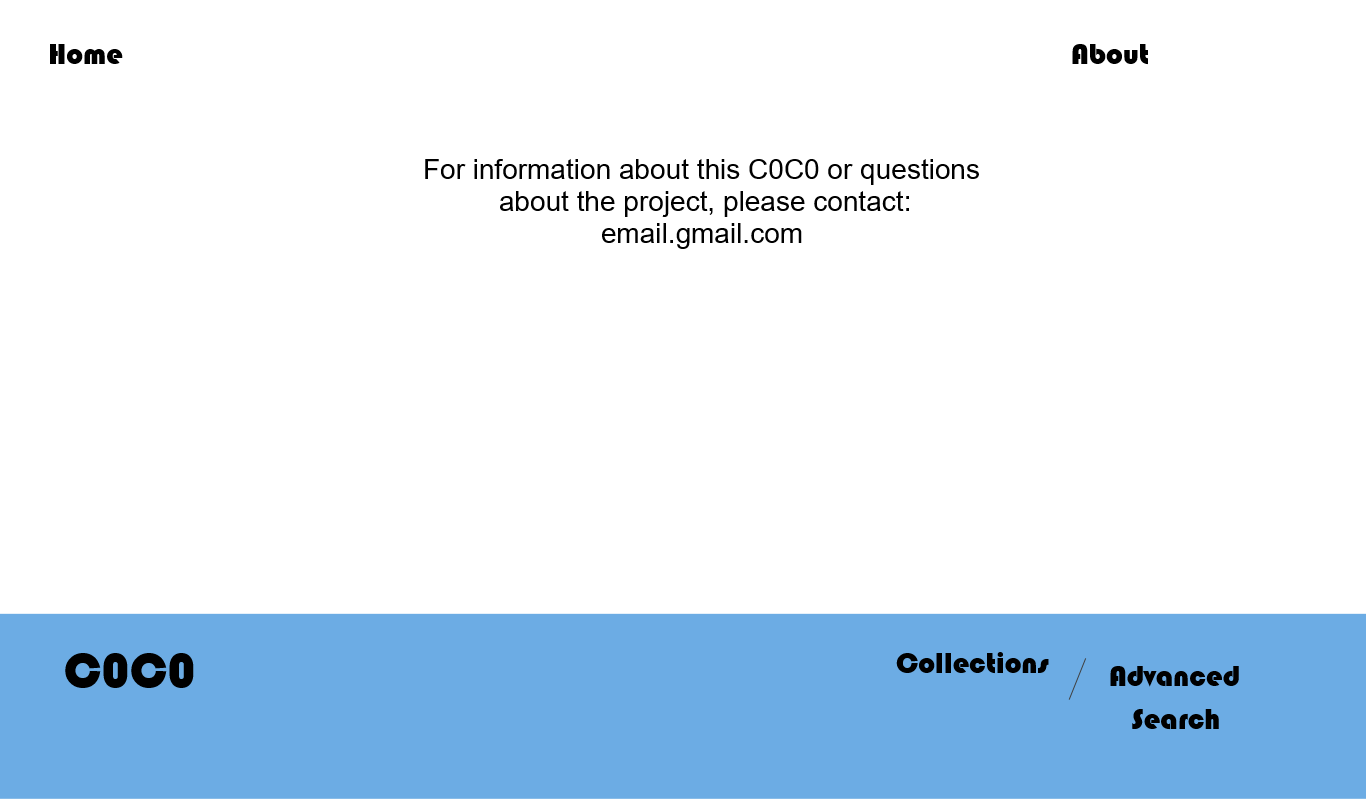 Home About
For information about this C0C0 or questions
about the project, please contact:
email.gmail.com
C0C0 Collections / Advanced
Search